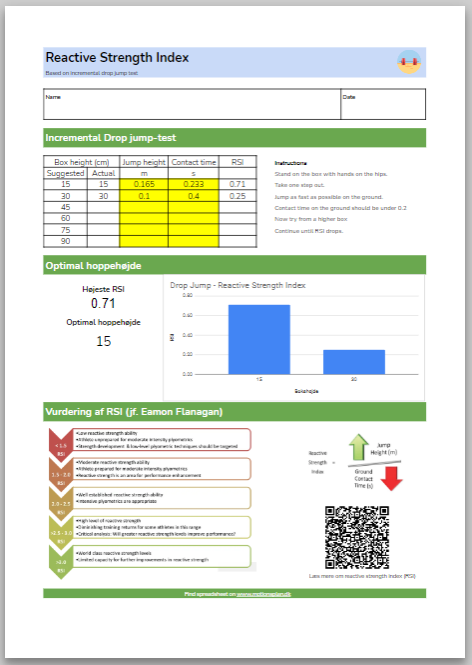 Reactive Strength Index
Based on incremental drop jump test
Name
Date
Incremental Drop jump-test
Box height (cm) Jump height Contact time RSI
Suggested Actual m s
15 15 0.165 0.233 0.71
30 30 0.1 0.4 0.25
45
60
75
90
Instructions
Stand on the box with hands on the hips.
Take one step out.
Jump as fast as possible on the ground.
Contact time on the ground should be under 0.2
Now try from a higher box
Continue until RSI drops.
Optimal hoppehøjde
Højeste RSI
0.71
Optimal hoppehøjde
15
Drop Jump - Reactive Strength Index
0.80
0.60
0.40
0.20
0.00
RSI
15 30
Boxhøjde
Vurdering af RSI (jf. Eamon Flanagan)
< 1.5
RSI
•Low reactive strength ability
•Athlete unprepared for moderate intensity plyometrics
•Strength development & low-level plyometric techniques should be targeted
1.5 - 2.0
RSI
•Moderate reactive strength ability
•Athlete prepared for moderate intensity plyometrics
•Reactive strength is an area for performance enhancement
2.0 - 2.5
RSI
•Well established reactive strength ability
•Intensive plyometrics are appropriate
RSI
•High level of reactive strength
•Diminishing training returns for some athletes in this range
•Critical analysis: Will greater reactive strength levels improve performance?
RSI
•World class reactive strength levels
•Limited capacity for further improvements in reactive strength
Reactive
Strength =
Index
Jump
Height (m)
Ground
Contact
Time (s)
Læs mere om reactive strength index (RSI)
Find spreadsheet on www.motionsplan.dk